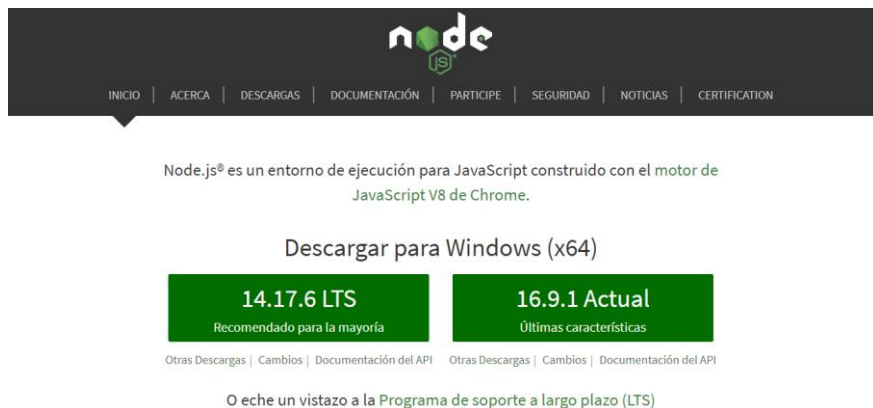 node
JS
INICIO | ACERCA | DESCARGAS | DOCUMENTACIÓN | PARTICIPE | SEGURIDAD | NOTICIAS | CERTIFICATION
Node.js® es un entorno de ejecución para JavaScript construido con el motor de
JavaScript V8 de Chrome.
Descargar para Windows (x64)
14.17.6 LTS
Recomendado para la mayoría
16.9.1 Actual
Últimas características
Otras Descargas | Cambios | Documentación del API
Otras Descargas | Cambios | Documentación del API
O eche un vistazo a la Programa de soporte a largo plazo (LTS)